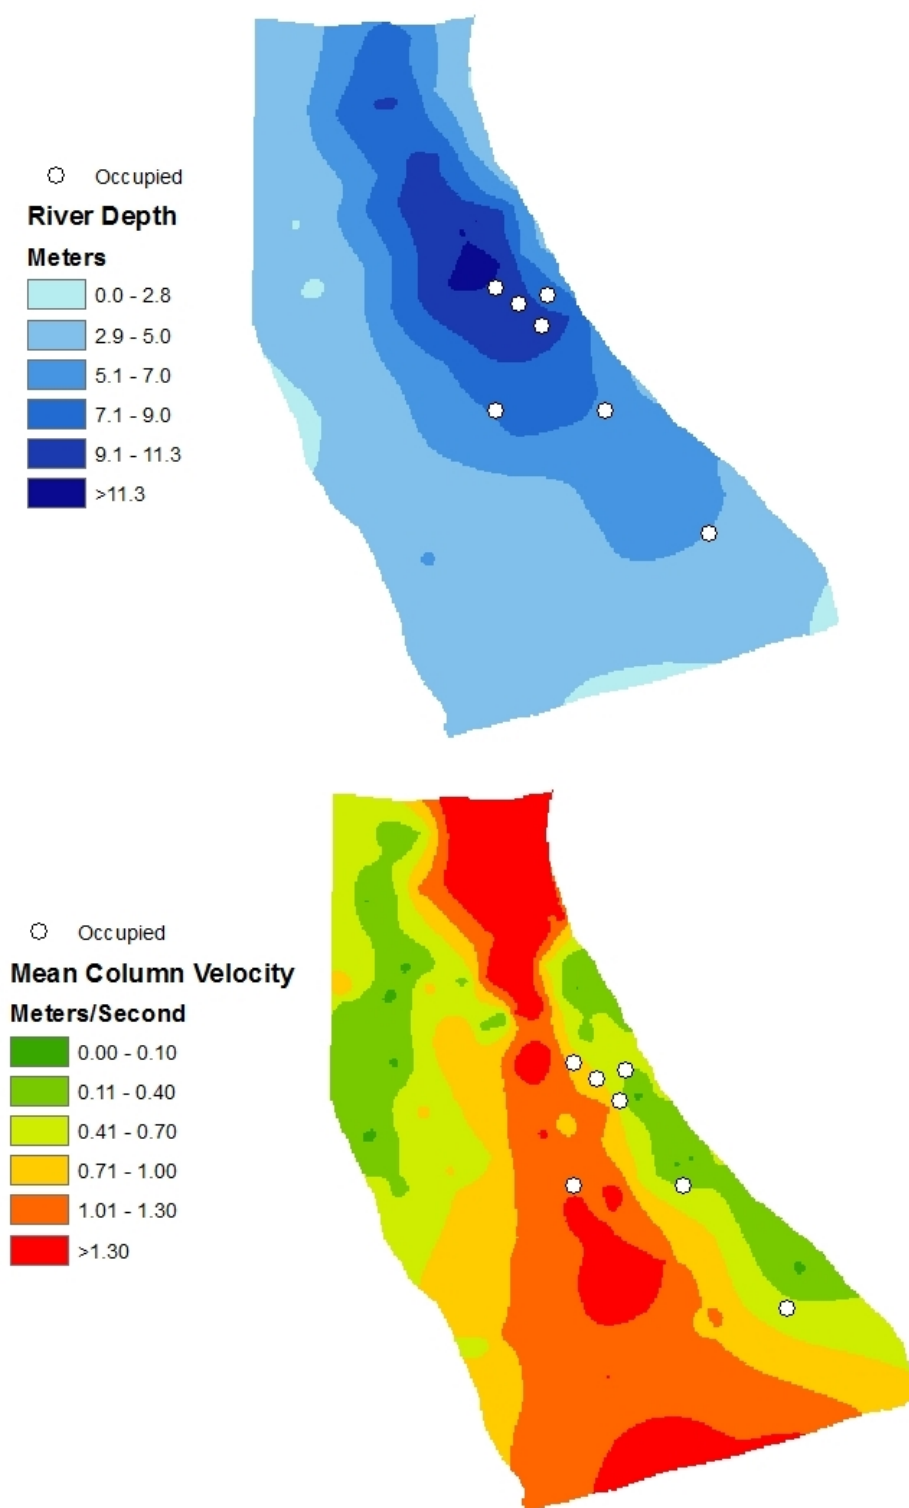 Occupied
River Depth
Meters
0.0 - 2.8
2.9 - 5.0
5.1 - 7.0
7.1 - 9.0
9.1 - 11.3
>11.3
Occupied
Mean Column Velocity
Meters/Second
0.00 - 0.10
0.11 - 0.40
0.41 - 0.70
0.71 - 1.00
1.01 - 1.30
>1.30